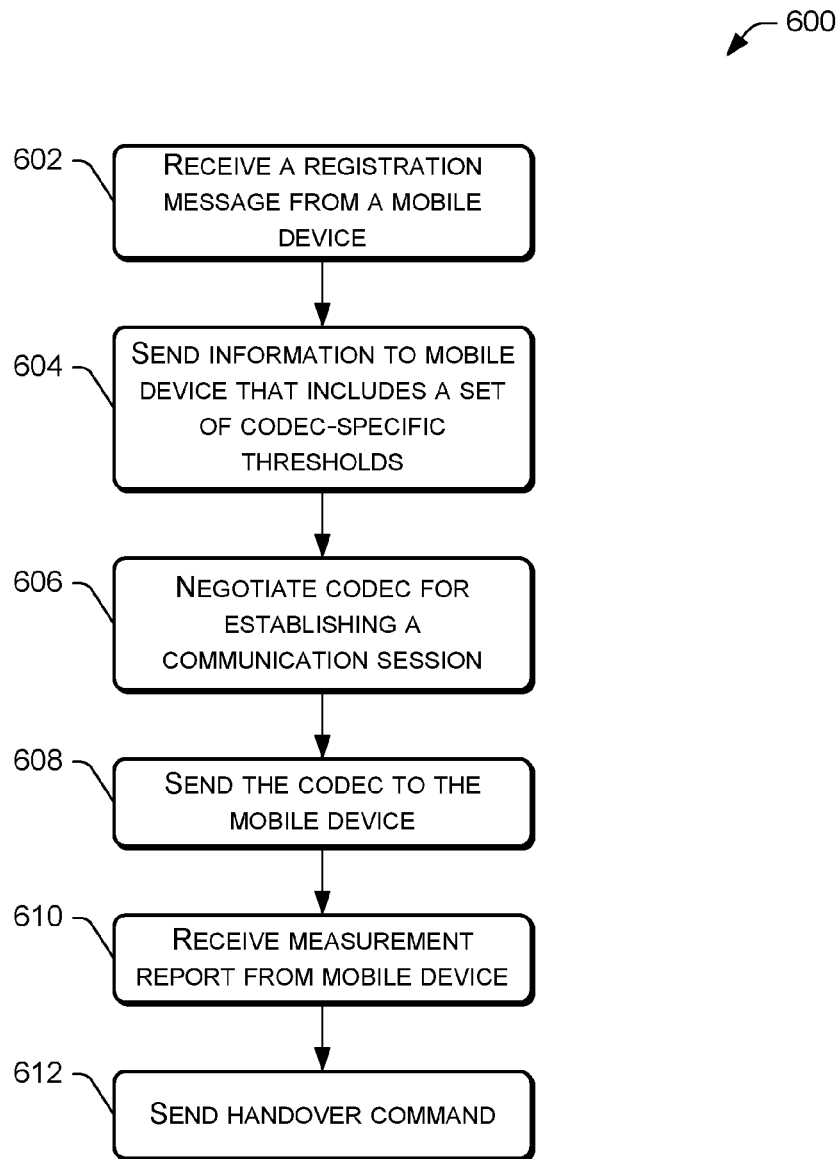 600
602
RECEIVE A REGISTRATION
MESSAGE FROM A MOBILE
DEVICE
604
SEND INFORMATION TO MOBILE
DEVICE THAT INCLUDES A SET
OF CODEC-SPECIFIC
THRESHOLDS
606
NEGOTIATE CODEC FOR
ESTABLISHING A
COMMUNICATION SESSION
608
SEND THE CODEC TO THE
MOBILE DEVICE
610
RECEIVE MEASUREMENT
REPORT FROM MOBILE DEVICE
612
SEND HANDOVER COMMAND